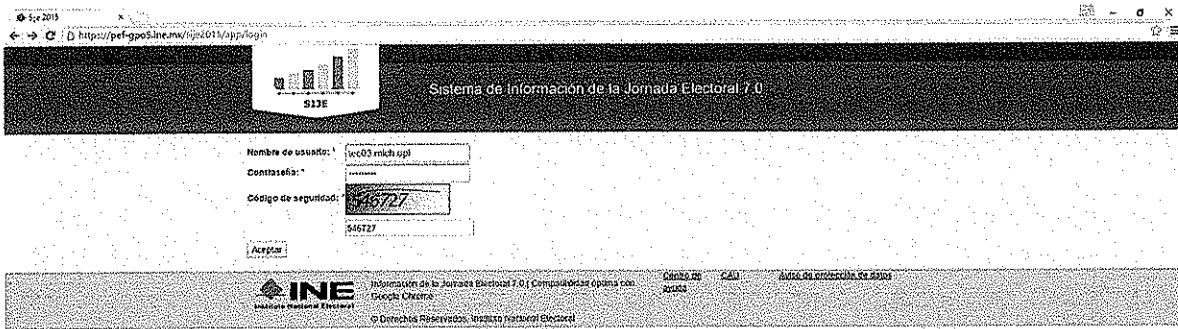 Sije 2015
https://pef-gpo5.ine.mx/sije2015/app/login
SIJE
Sistema de Información de la Jornada Electoral 7.0
Nombre de usuario: *
Contraseña: *
Código de seguridad: * 546727
546727
Aceptar
INE
Instituto Nacional Electoral
Información de la Jornada Electoral 7.0 | Compatibilidad óptima con
Google Chrome
© Derechos Reservados, Instituto Nacional Electoral
Centro de ayuda
CAU
Aviso de protección de datos